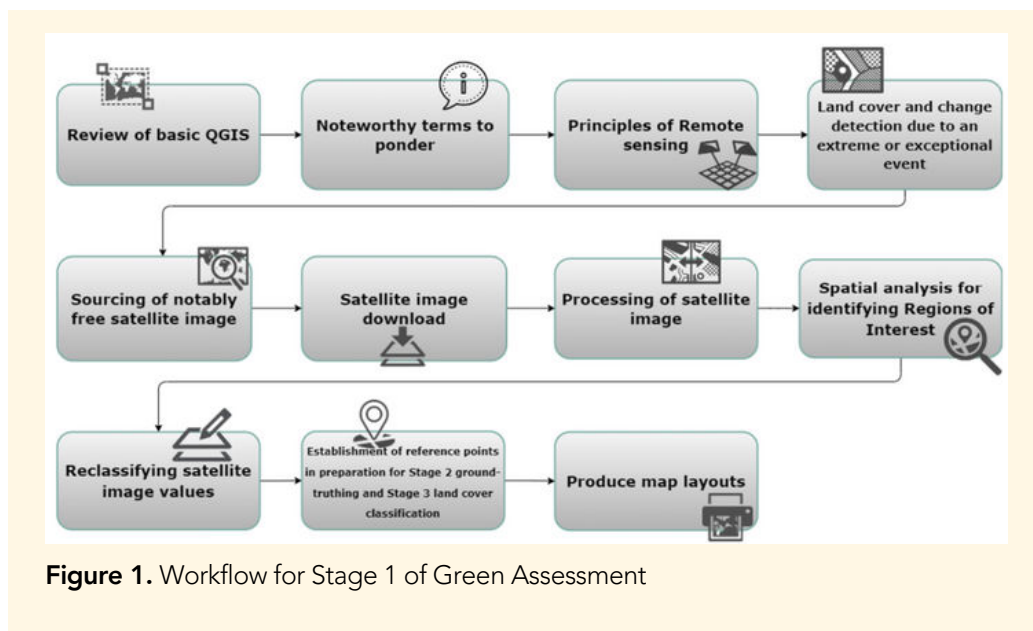 Review of basic QGIS
Noteworthy terms to
ponder
Principles of Remote
sensing
Land cover and change
detection due to an
extreme or exceptional
event
Sourcing of notably
free satellite image
Satellite image
download
Processing of satellite
image
Spatial analysis for
identifying Regions of
Interest
Reclassifying satellite
image values
Establishment of reference points
in preparation for Stage 2 ground-
truthing and Stage 3 land cover
classification
Produce map layouts
Figure 1. Workflow for Stage 1 of Green Assessment